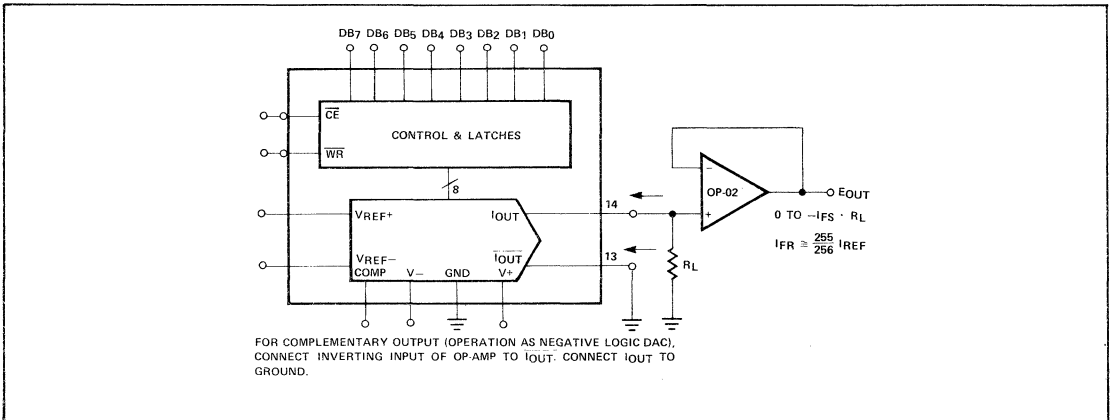 DB7 DB6 DB5 DB4 DB3 DB2 DB1 DB0
CE
CONTROL & LATCHES
WR
8
VREF+
IOUT
14
VREF−
IOUT
13
COMP V− GND V+
RL
−
OP-02
+
EOUT
0 TO −IFS · RL
IFR ≅ 255/256 IREF
FOR COMPLEMENTARY OUTPUT (OPERATION AS NEGATIVE LOGIC DAC),
CONNECT INVERTING INPUT OF OP-AMP TO IOUT. CONNECT IOUT TO
GROUND.